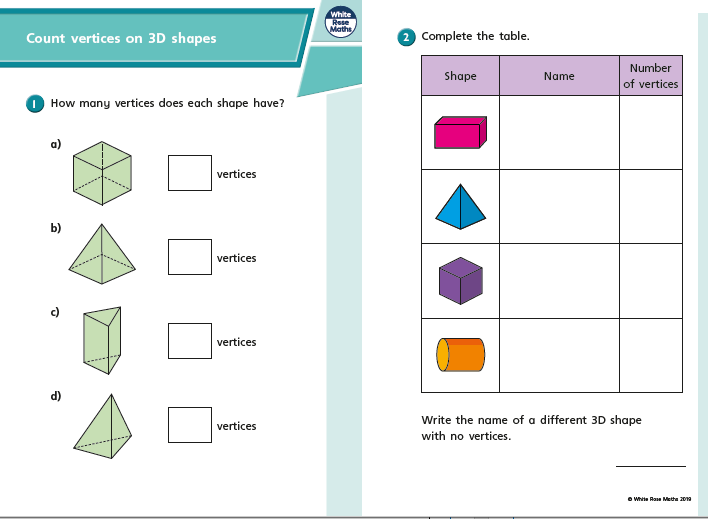 Count vertices on 3D shapes
White
Rose
Maths
1 How many vertices does each shape have?
a)
vertices
b)
vertices
c)
vertices
d)
vertices
2 Complete the table.
Shape Name Number of vertices
Write the name of a different 3D shape
with no vertices.
© White Rose Maths 2019